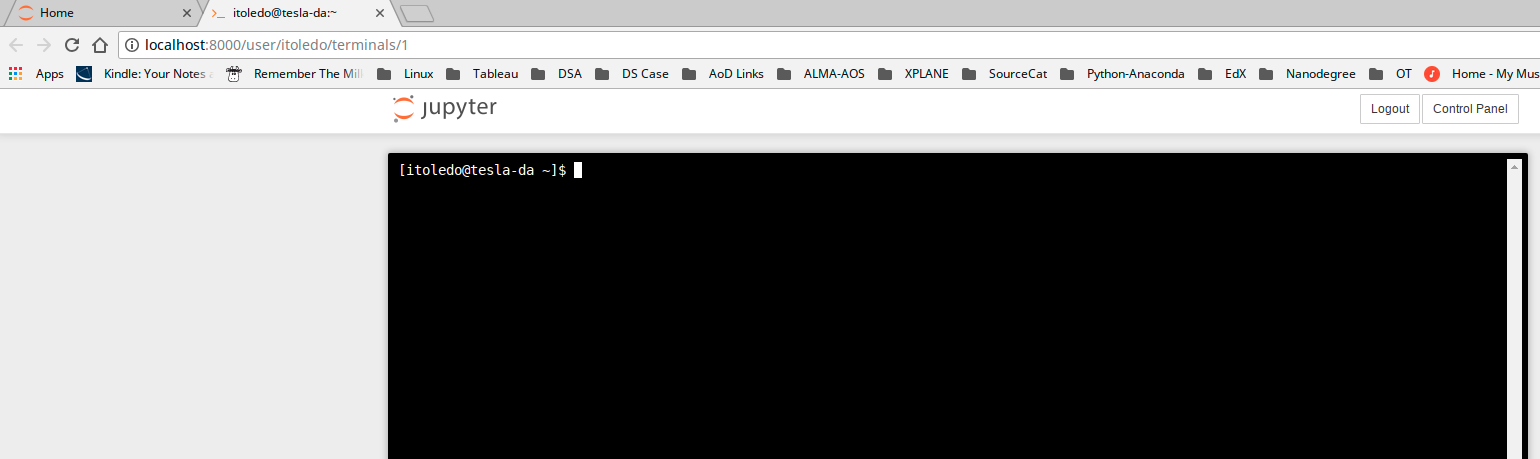 Home itoledo@tesla-da:~
localhost:8000/user/itoledo/terminals/1
Apps Kindle: Your Notes Remember The Mil Linux Tableau DSA DS Case AoD Links ALMA-AOS XPLANE SourceCat Python-Anaconda EdX Nanodegree OT Home - My Mus
jupyter Logout Control Panel
[itoledo@tesla-da ~]$